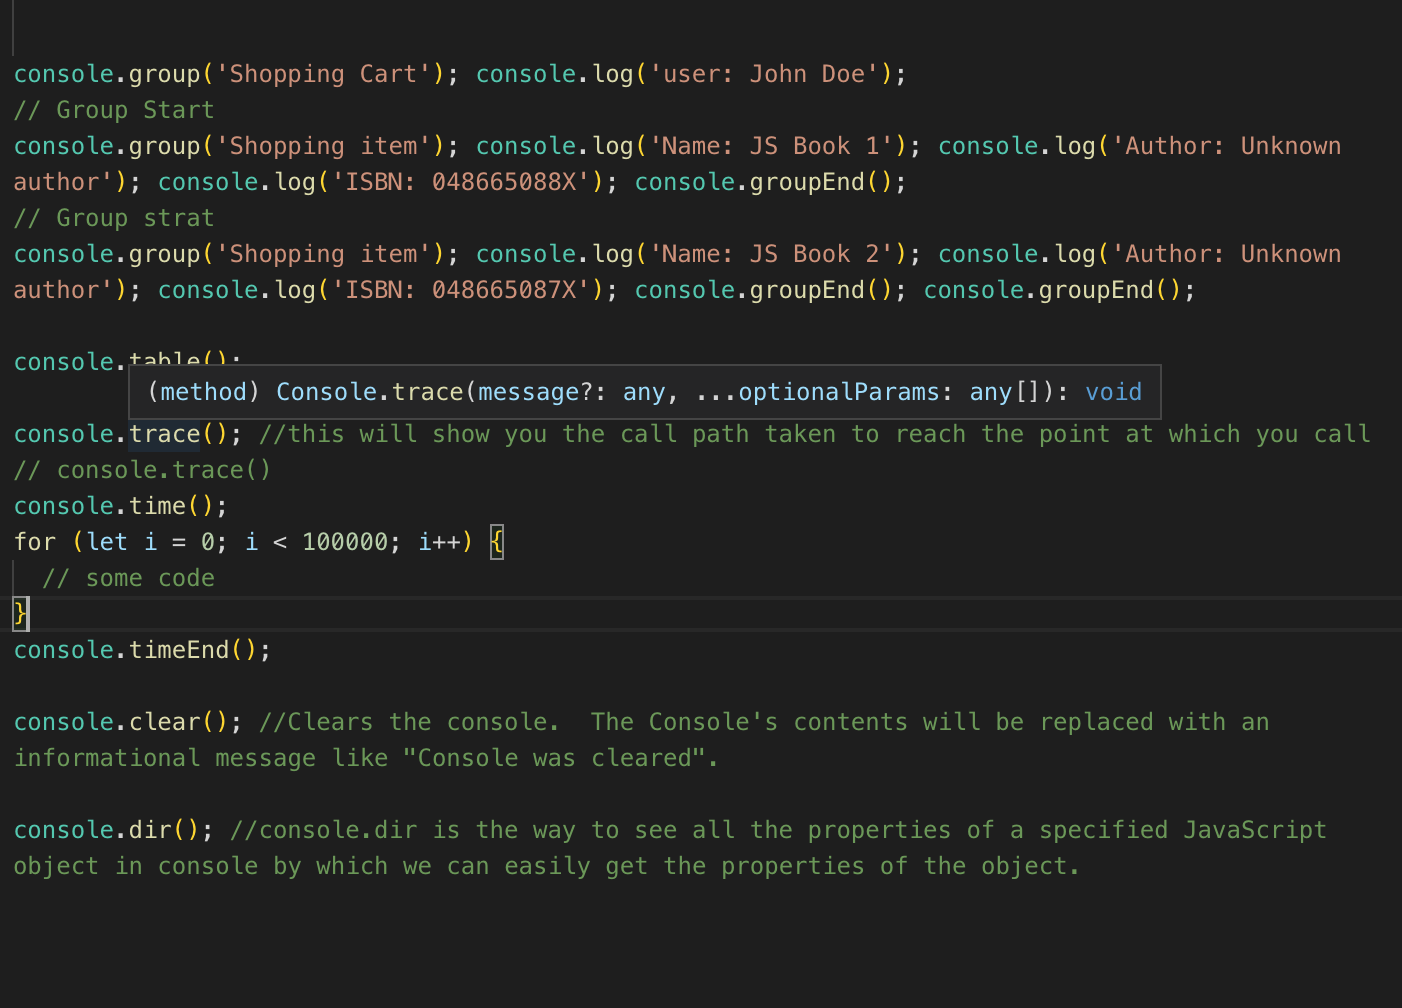 console.group('Shopping Cart'); console.log('user: John Doe');
// Group Start
console.group('Shopping item'); console.log('Name: JS Book 1'); console.log('Author: Unknown
author'); console.log('ISBN: 048665088X'); console.groupEnd();
// Group strat
console.group('Shopping item'); console.log('Name: JS Book 2'); console.log('Author: Unknown
author'); console.log('ISBN: 048665087X'); console.groupEnd(); console.groupEnd();
console.table();
(method) Console.trace(message?: any, ...optionalParams: any[]): void
console.trace(); //this will show you the call path taken to reach the point at which you call
// console.trace()
console.time();
for (let i = 0; i < 100000; i++) {
// some code
}
console.timeEnd();
console.clear(); //Clears the console.  The Console's contents will be replaced with an
informational message like "Console was cleared".
console.dir(); //console.dir is the way to see all the properties of a specified JavaScript
object in console by which we can easily get the properties of the object.